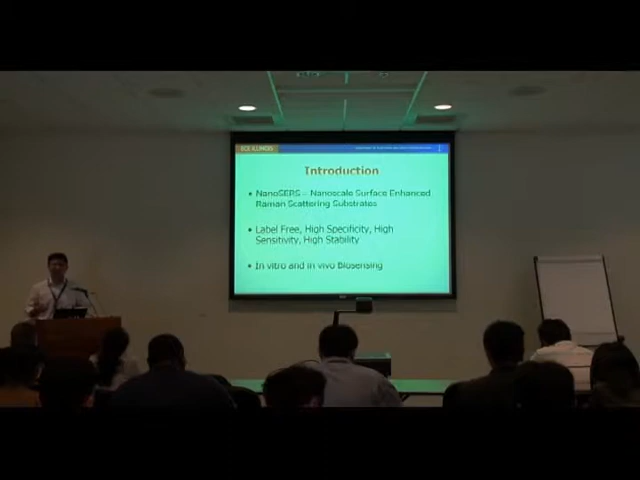 ECE ILLINOIS
Introduction
• NanoSERS – Nanoscale Surface Enhanced
Raman Scattering Substrates
• Label Free, High Specificity, High
Sensitivity, High Stability
• In vitro and in vivo Biosensing